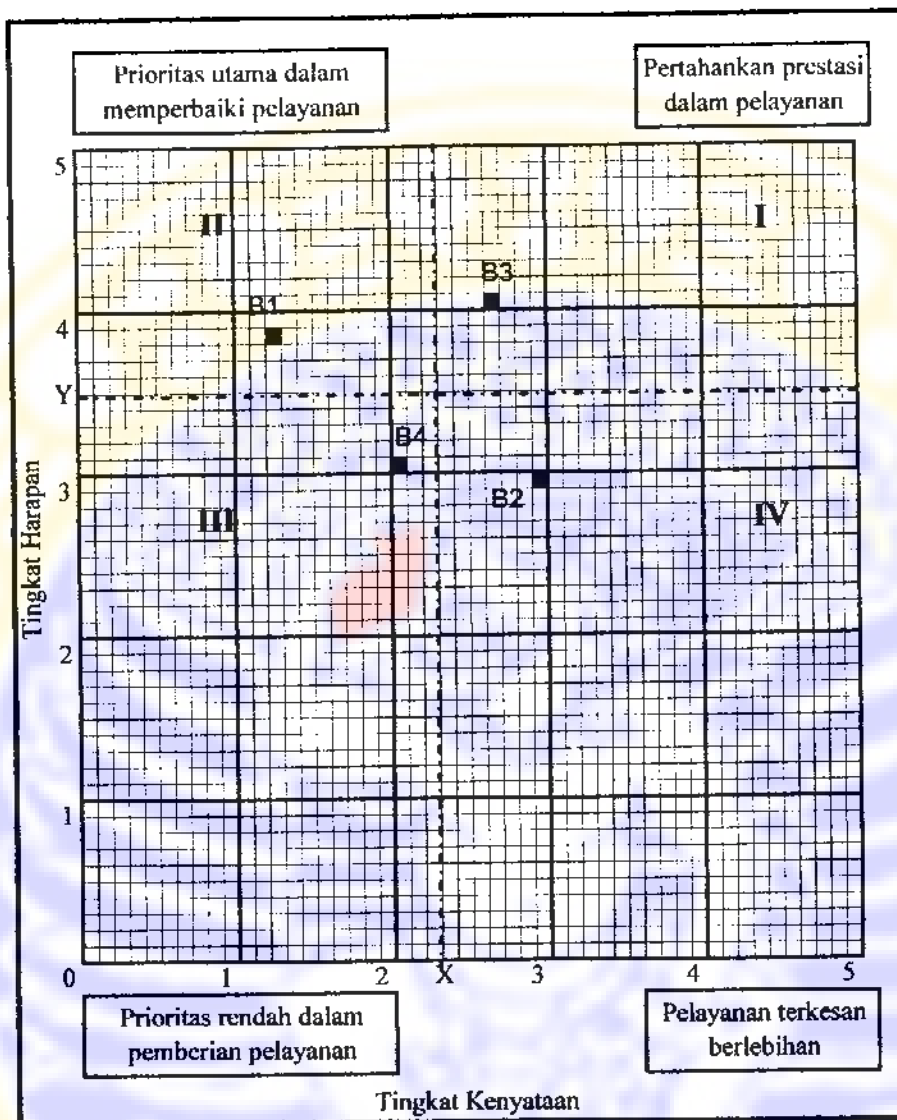 Prioritas utama dalam
memperbaiki pelayanan
Pertahankan prestasi
dalam pelayanan
5
II
I
B3
B1
4
Y
B4
3
B2
III
IV
Tingkat Harapan
2
1
0
1
2
X
3
4
5
Prioritas rendah dalam
pemberian pelayanan
Pelayanan terkesan
berlebihan
Tingkat Kenyataan